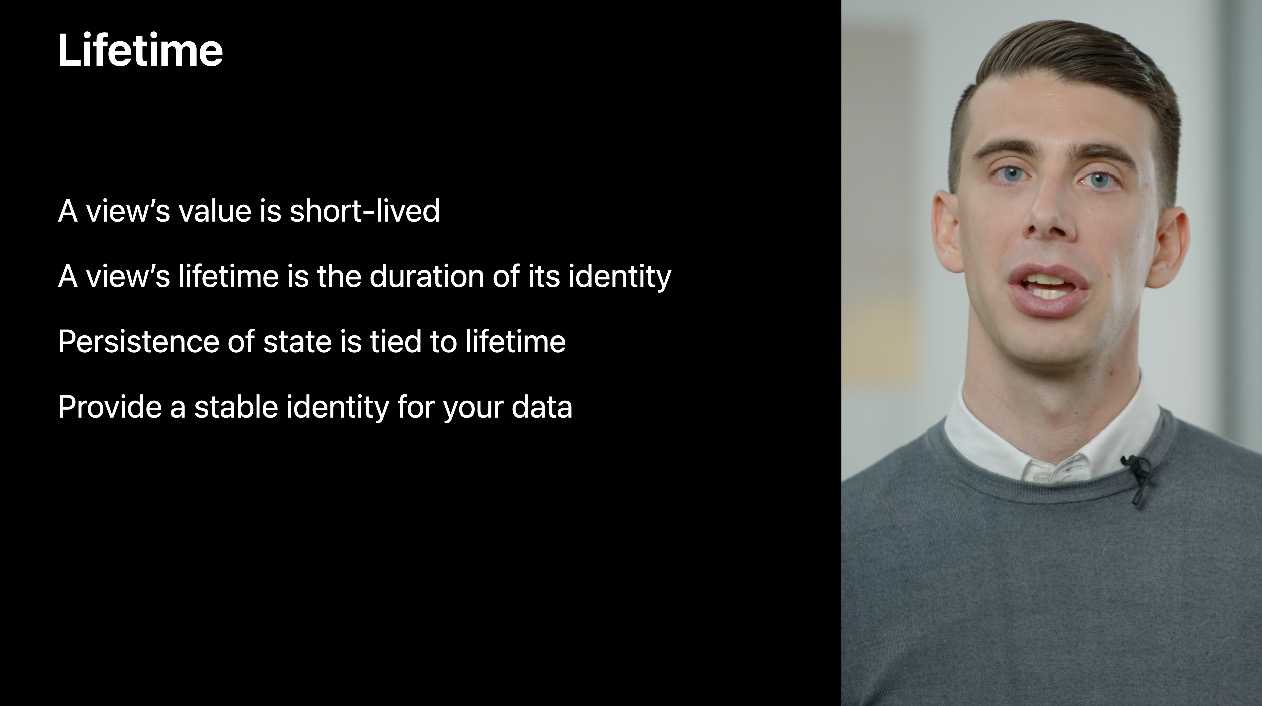 Lifetime
A view’s value is short-lived
A view’s lifetime is the duration of its identity
Persistence of state is tied to lifetime
Provide a stable identity for your data